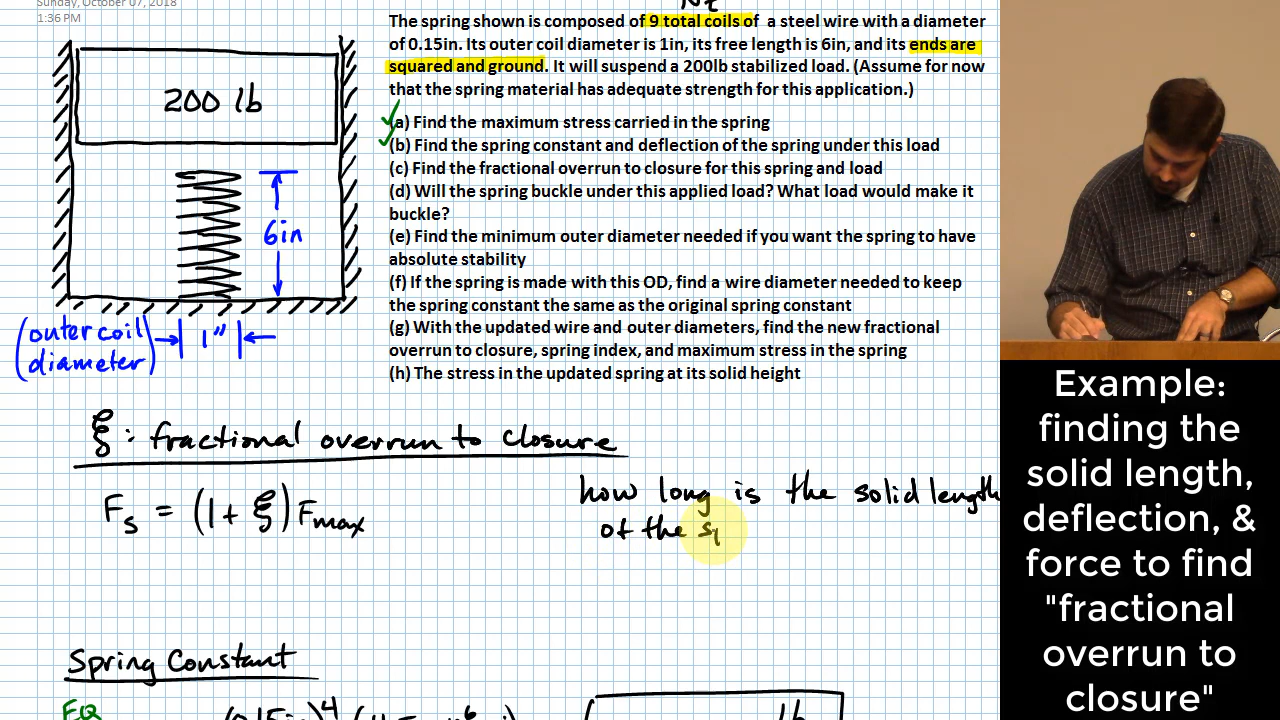 Sunday, October 07, 2018
1:36 PM
Nt
The spring shown is composed of 9 total coils of a steel wire with a diameter
of 0.15in. Its outer coil diameter is 1in, its free length is 6in, and its ends are
squared and ground. It will suspend a 200lb stabilized load. (Assume for now
that the spring material has adequate strength for this application.)
(a) Find the maximum stress carried in the spring
(b) Find the spring constant and deflection of the spring under this load
(c) Find the fractional overrun to closure for this spring and load
(d) Will the spring buckle under this applied load? What load would make it
buckle?
(e) Find the minimum outer diameter needed if you want the spring to have
absolute stability
(f) If the spring is made with this OD, find a wire diameter needed to keep
the spring constant the same as the original spring constant
(g) With the updated wire and outer diameters, find the new fractional
overrun to closure, spring index, and maximum stress in the spring
(h) The stress in the updated spring at its solid height
200 lb
6in
(outer coil
diameter)
1"
ξ: fractional overrun to closure
Fs = (1+ ξ) Fmax
how long is the solid length
of the sp
Spring Constant
EQ
(0.15in)4
lb
Example:
finding the
solid length,
deflection, &
force to find
"fractional
overrun to
closure"